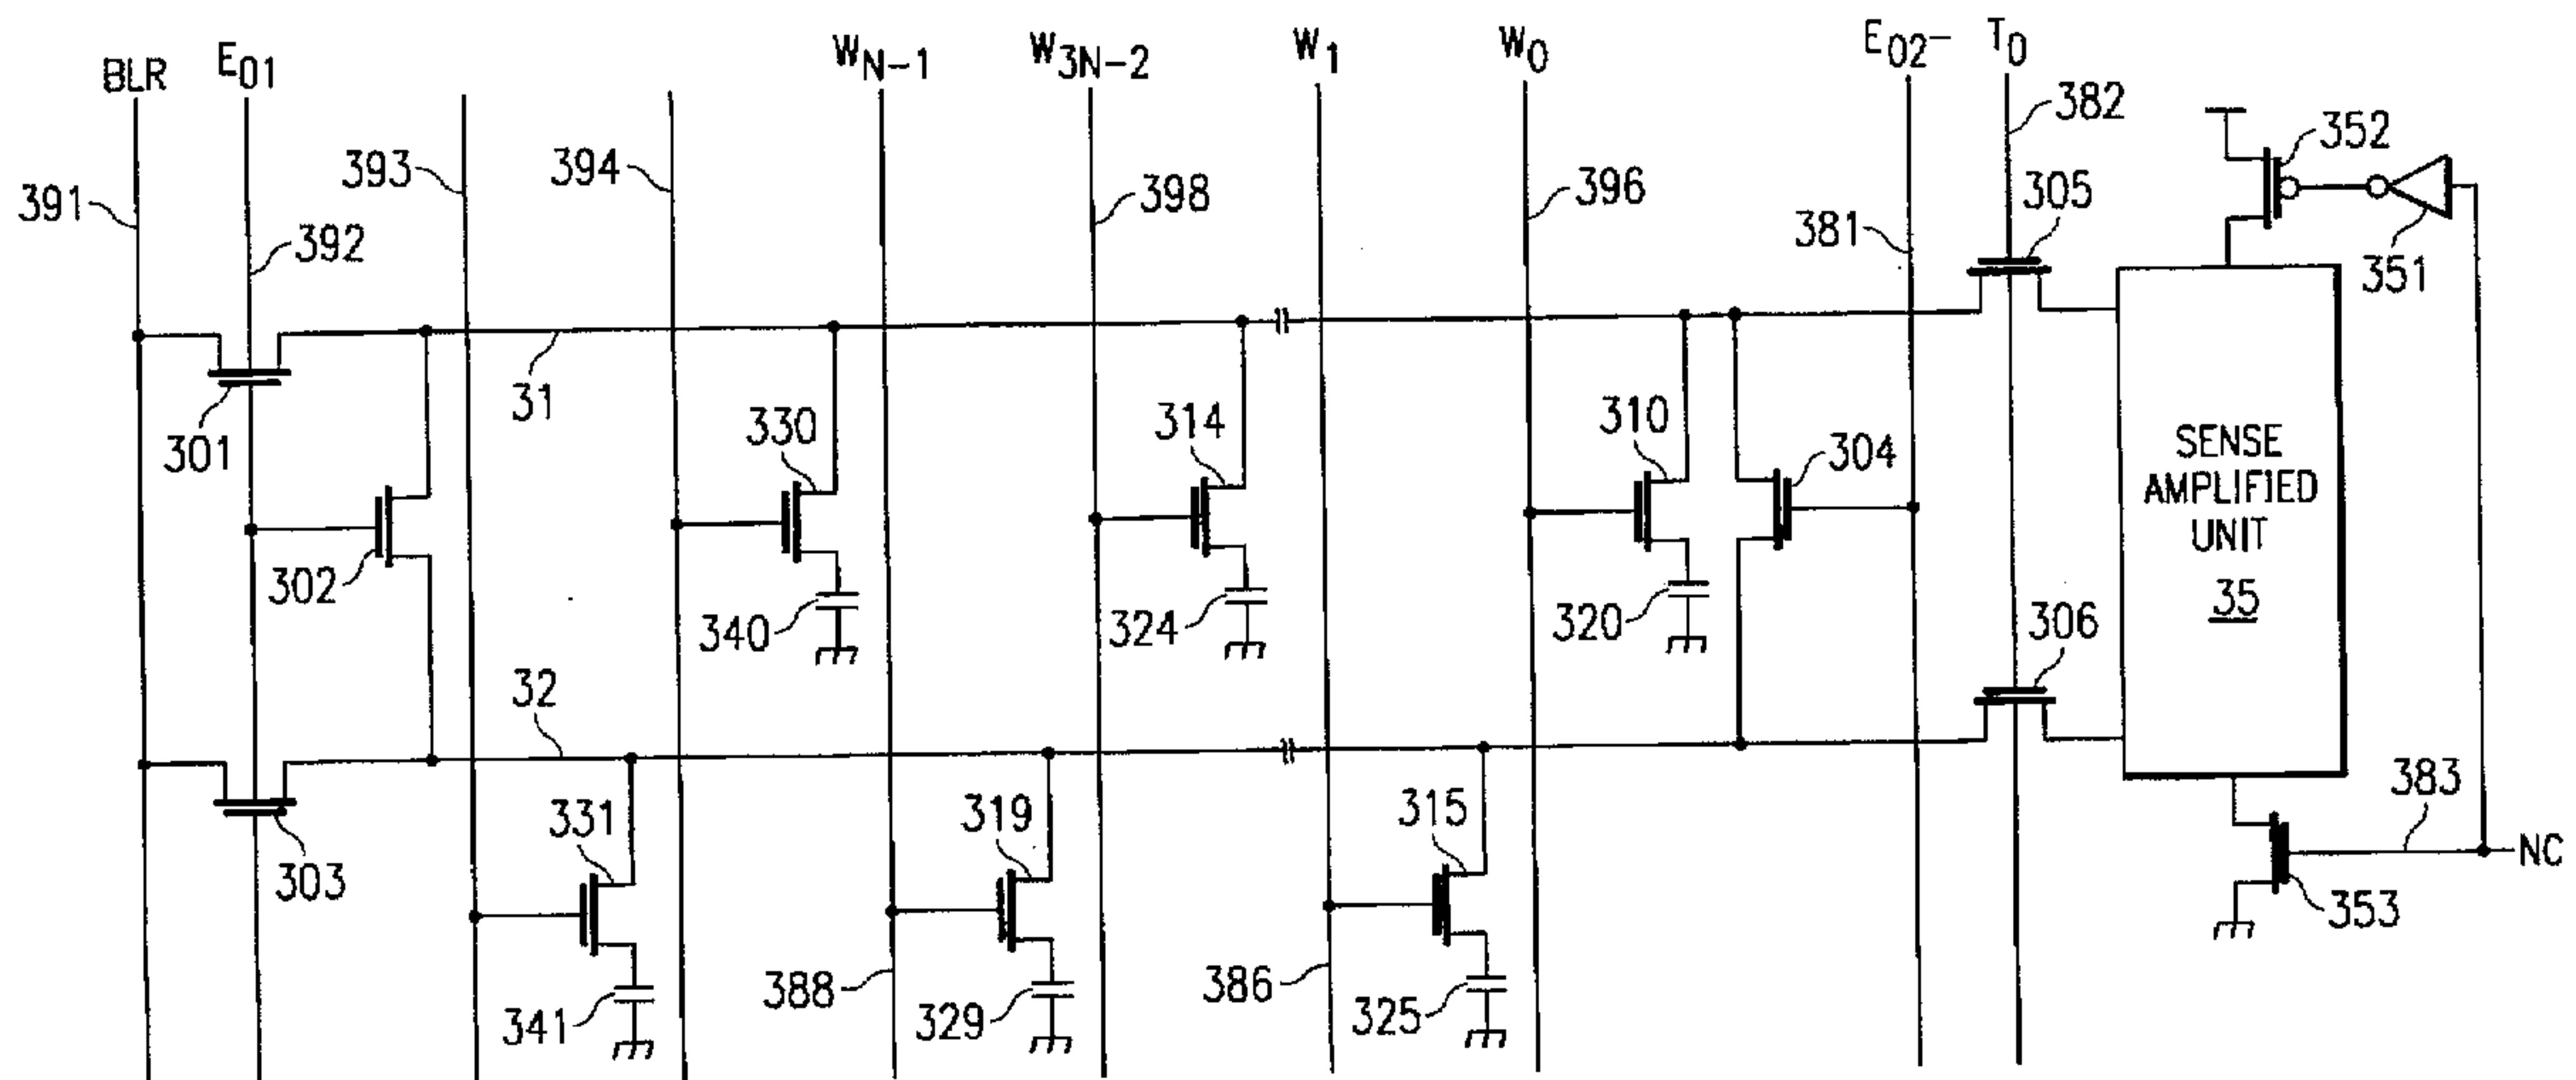 BLR E01 WN-1 W3N-2 W1 W0 E02- T0
382
352
391 393 394 398 396 305
392 381 351
31
301 330 314 310 304
SENSE
AMPLIFIED
UNIT
35
302 340 324 320 306
32
331 319 315 383
303 NC
388 386 353
341 329 325